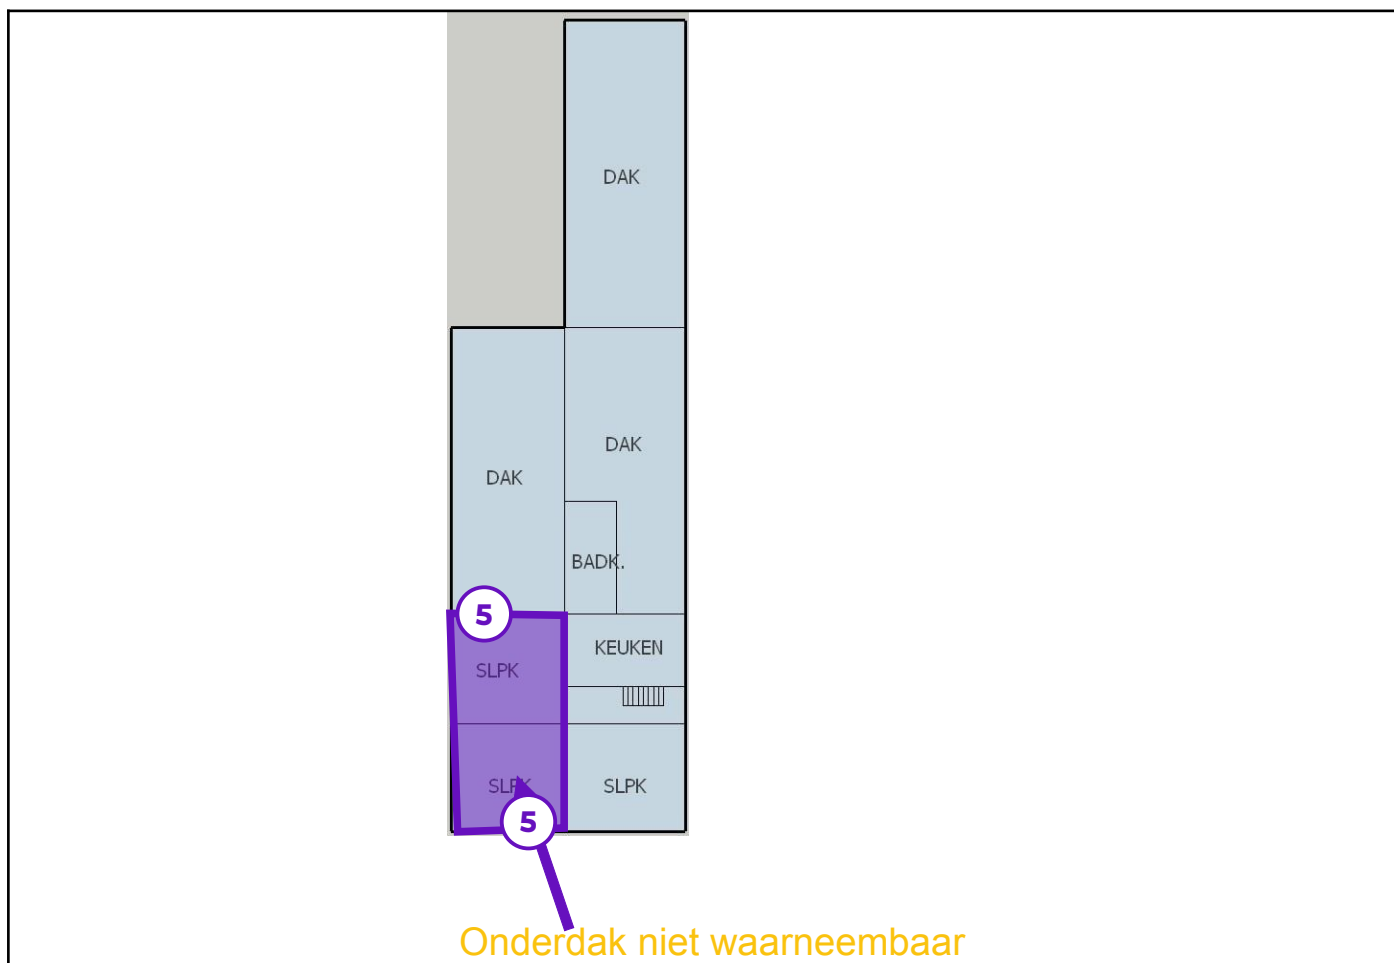 DAK
DAK
DAK
BADK.
5
KEUKEN
SLPK
SLPK
SLPK
5
Onderdak niet waarneembaar